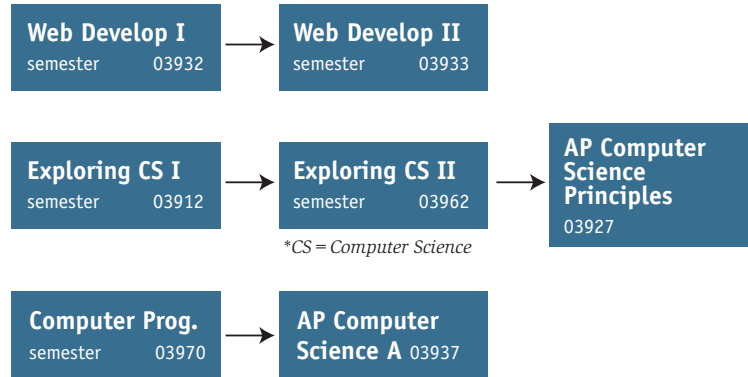 Web Develop I
semester 03932
Web Develop II
semester 03933
Exploring CS I
semester 03912
Exploring CS II
semester 03962
AP Computer
Science
Principles
03927
*CS = Computer Science
Computer Prog.
semester 03970
AP Computer
Science A 03937